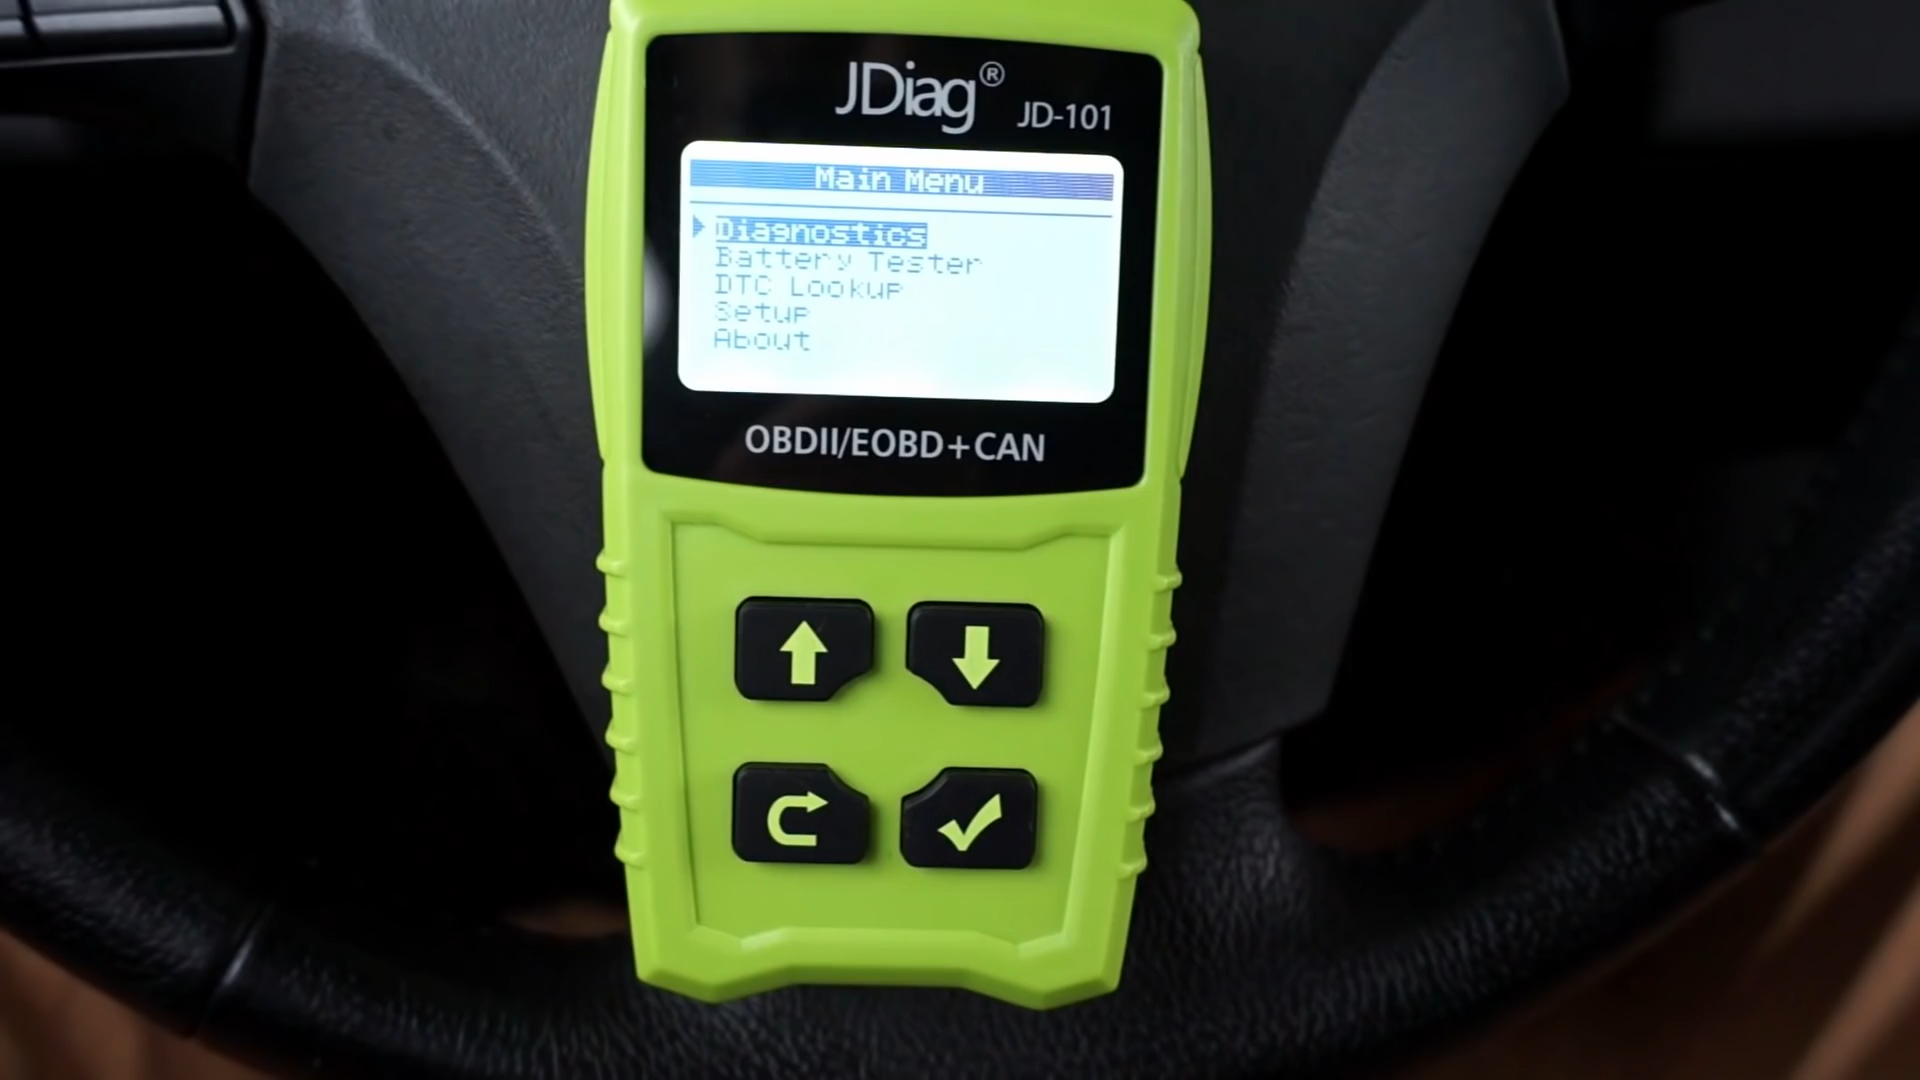 JDiag® JD-101
Main Menu
Diagnostics
Battery Tester
DTC Lookup
Setup
About
OBDII/EOBD+CAN